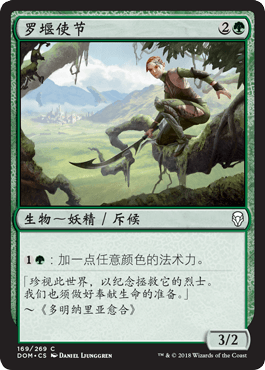 罗堰使节 2
生物～妖精／斥候
1 ：加一点任意颜色的法术力。
「珍视此世界，以纪念拯救它的烈士。
我们也须做好奉献生命的准备。」
～《多明纳里亚愈合》
3/2
169/269 C
DOM • CS DANIEL LJUNGGREN
™ & © 2018 Wizards of the Coast